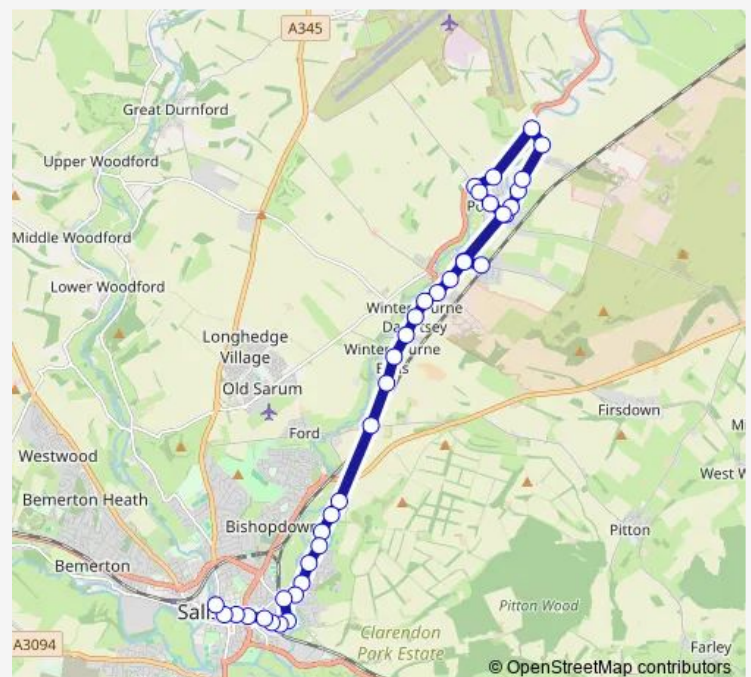 A345
Great Durnford
Upper Woodford
Middle Woodford
Lower Woodford
Longhedge
Village
Old Sarum
Ford
Firsdown
Westwood
West
Bemerton Heath
Bishopdown
Pitton
Bemerton
Pitton Wood
Clarendon
Park Estate
A3094
Farley
© OpenStreetMap contributors